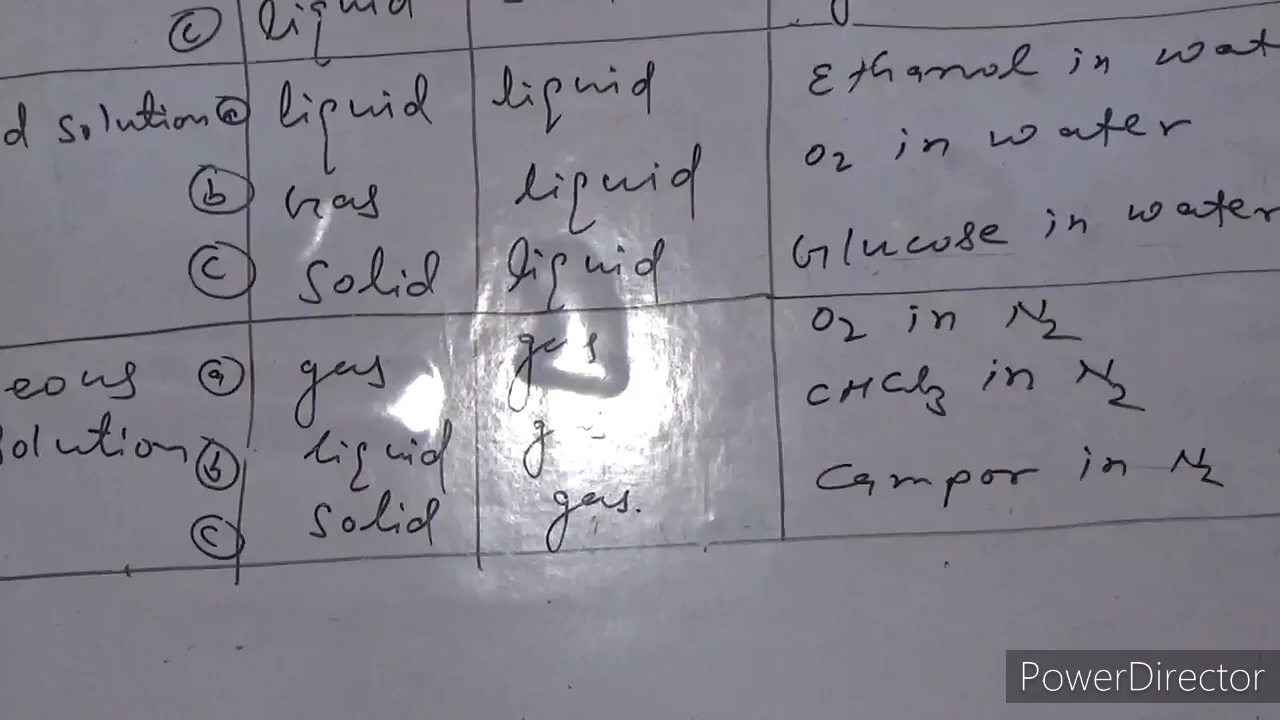 ⓒ liquid
d solution ⓐ liquid liquid Ethanol in wat
ⓑ Gas liquid O2 in water
ⓒ solid liquid Glucose in water
eous ⓐ gas gas O2 in N2
solution ⓑ liquid g CHCl3 in N2
ⓒ solid gas. Campor in N2
PowerDirector